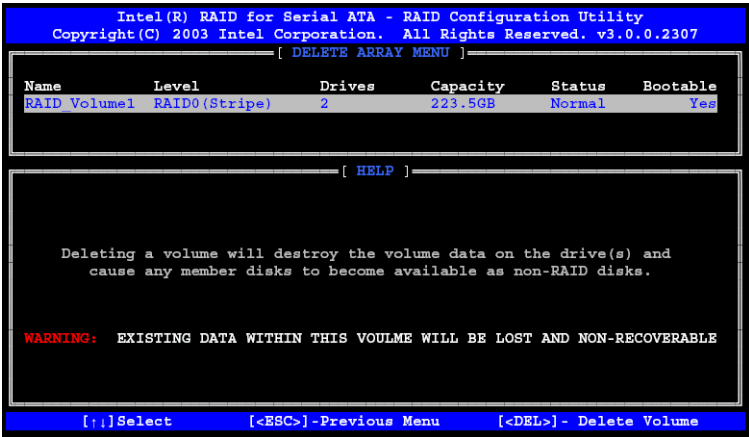 Intel(R) RAID for Serial ATA - RAID Configuration Utility
Copyright(C) 2003 Intel Corporation. All Rights Reserved. v3.0.0.2307
[ DELETE ARRAY MENU ]
Name Level Drives Capacity Status Bootable
RAID_Volume1 RAID0(Stripe) 2 223.5GB Normal Yes
[ HELP ]
Deleting a volume will destroy the volume data on the drive(s) and
cause any member disks to become available as non-RAID disks.
WARNING: EXISTING DATA WITHIN THIS VOULME WILL BE LOST AND NON-RECOVERABLE
[↑↓]Select [<ESC>]-Previous Menu [<DEL>]- Delete Volume